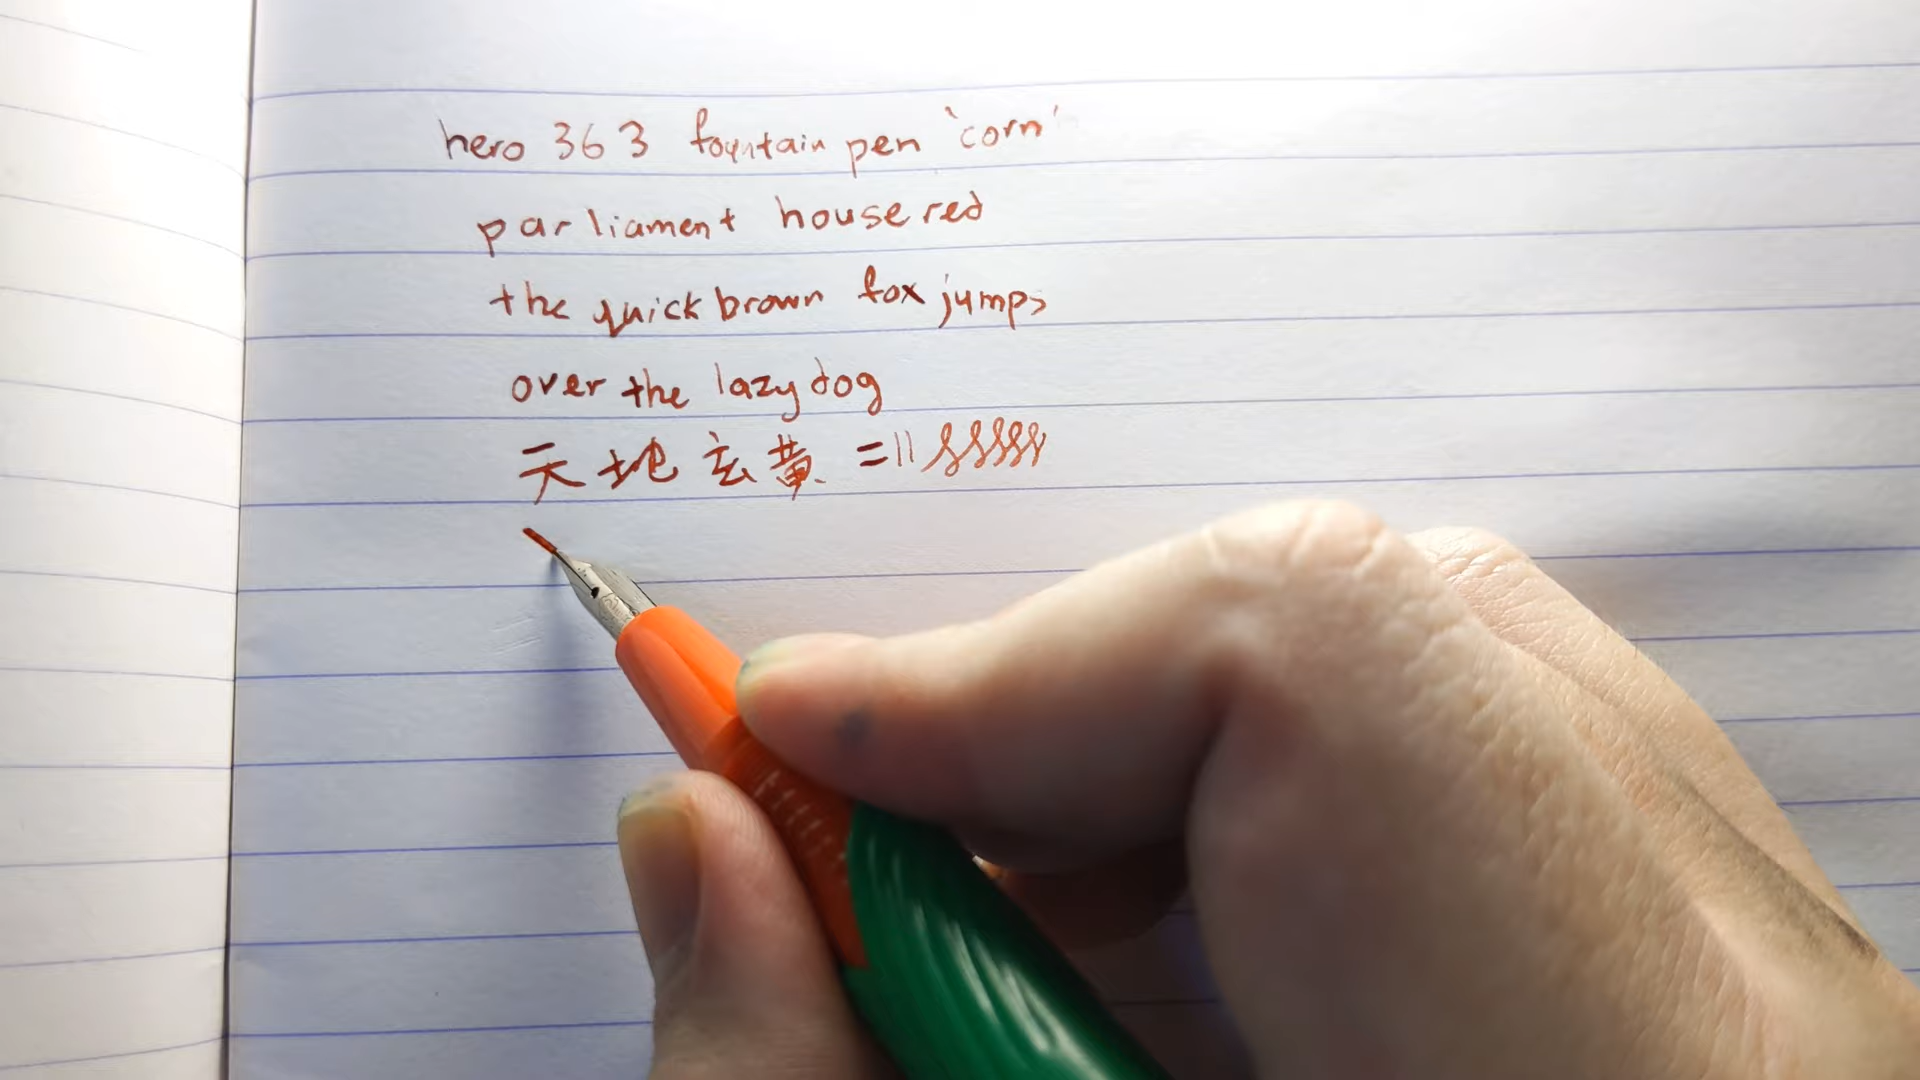 hero 363 fountain pen 'corn'
parliament house red
the quick brown fox jumps
over the lazy dog
天地玄黄 =||